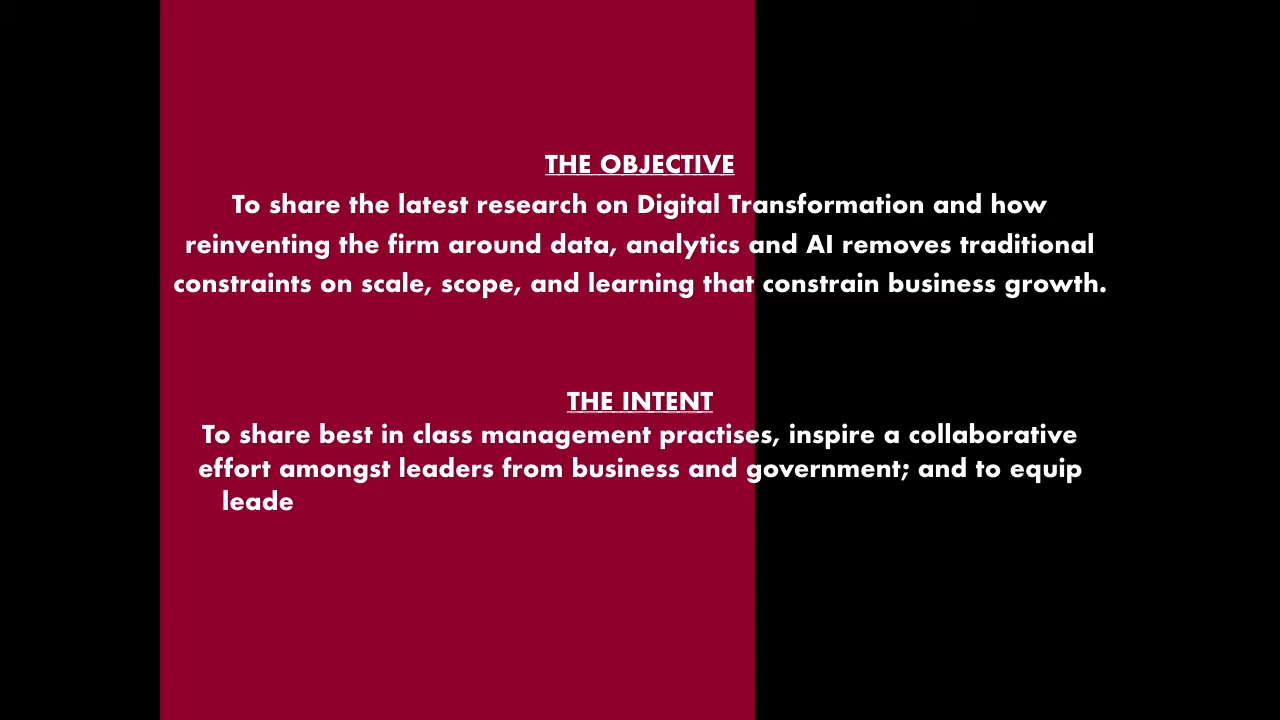 THE OBJECTIVE
To share the latest research on Digital Transformation and how
reinventing the firm around data, analytics and AI removes traditional
constraints on scale, scope, and learning that constrain business growth.
THE INTENT
To share best in class management practises, inspire a collaborative
effort amongst leaders from business and government; and to equip
leade